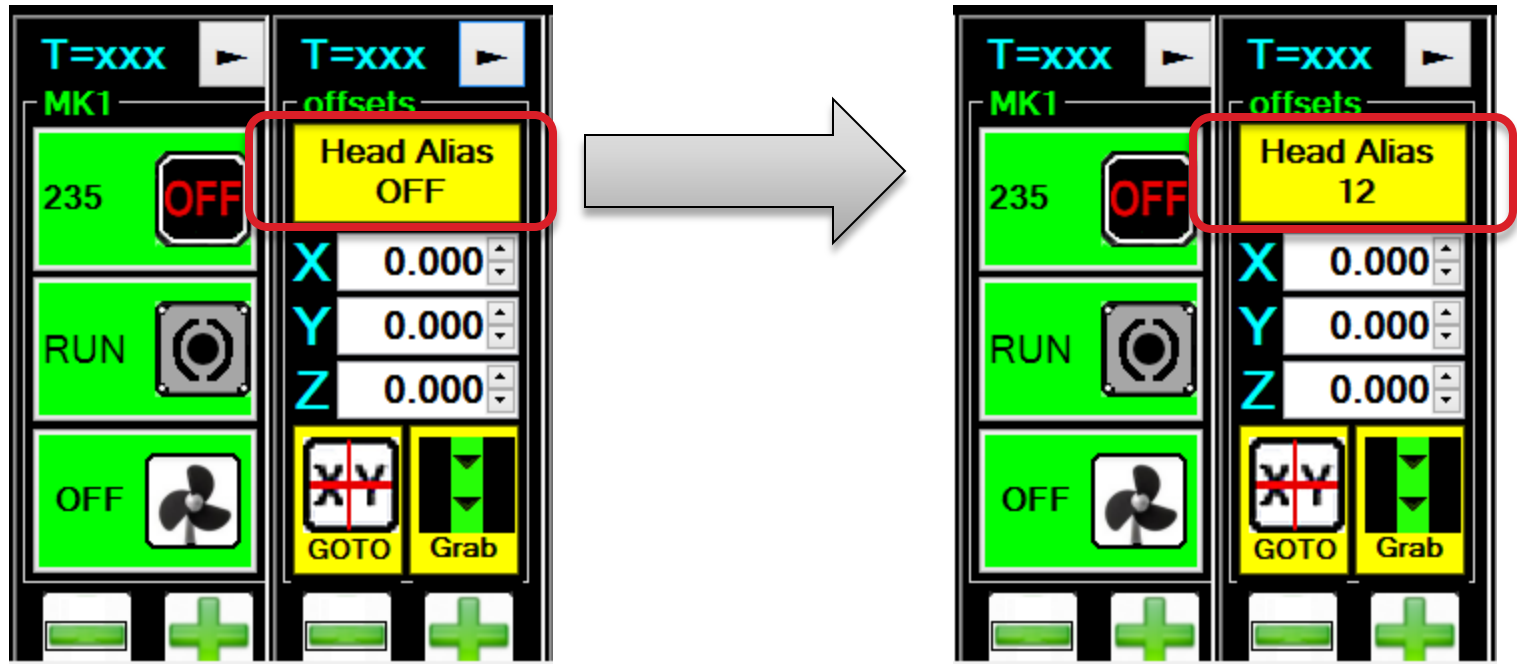 T=xxx
MK1
235
OFF
RUN
OFF
T=xxx
offsets
Head Alias
OFF
X 0.000
Y 0.000
Z 0.000
X Y
GOTO
Grab
T=xxx
MK1
235
OFF
RUN
OFF
T=xxx
offsets
Head Alias
12
X 0.000
Y 0.000
Z 0.000
X Y
GOTO
Grab